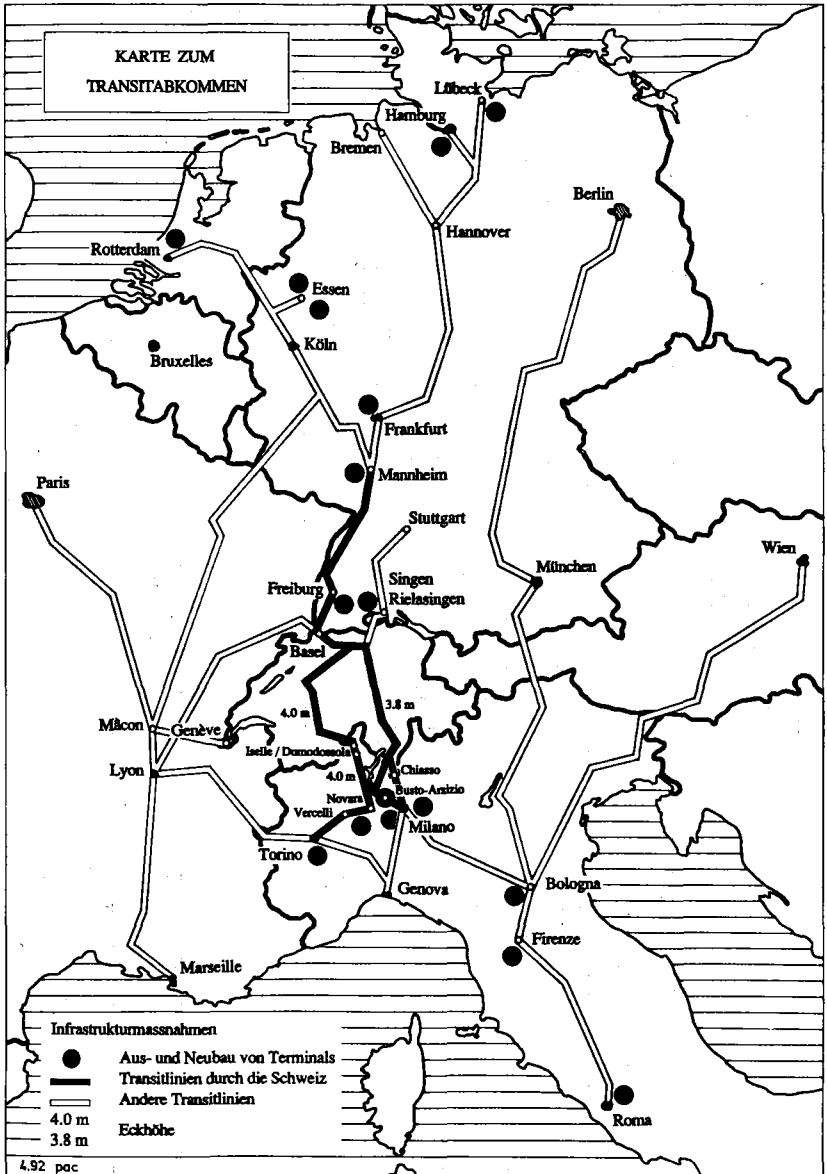 KARTE ZUM
TRANSITABKOMMEN
Lübeck
Hamburg
Bremen
Berlin
Hannover
Rotterdam
Essen
Köln
Bruxelles
Frankfurt
Mannheim
Paris
Stuttgart
Wien
München
Singen
Freiburg
Rielasingen
Basel
3.8 m
4.0 m
Mâcon
Genève
Iselle / Domodossola
Lyon
4.0 m
Chiasso
Busto-Arsizio
Novara
Vercelli
Milano
Torino
Genova
Bologna
Firenze
Marseille
Roma
Infrastrukturmassnahmen
Aus- und Neubau von Terminals
Transitlinien durch die Schweiz
Andere Transitlinien
4.0 m
3.8 m
Eckhöhe
4.92 pac